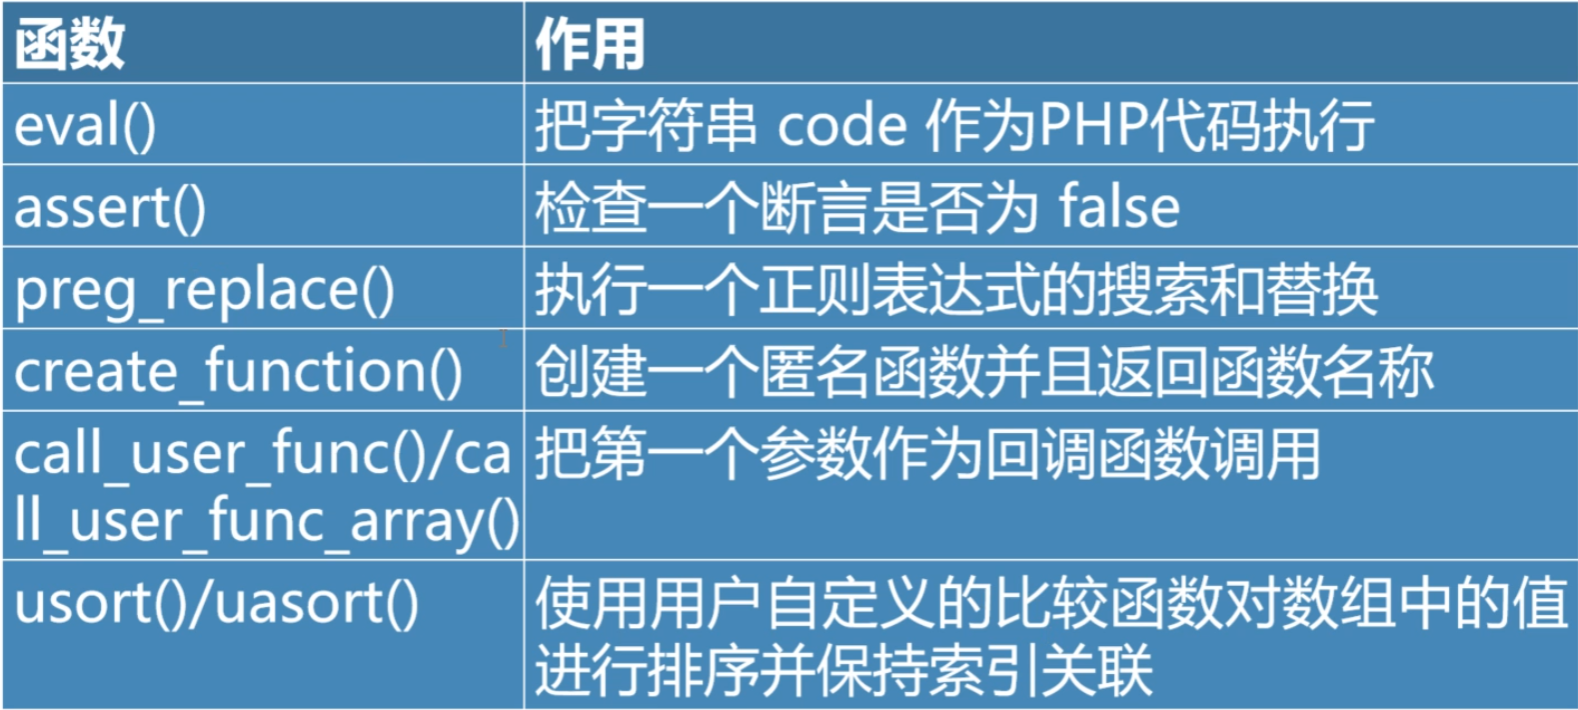 函数
作用
eval()
把字符串 code 作为PHP代码执行
assert()
检查一个断言是否为 false
preg_replace()
执行一个正则表达式的搜索和替换
create_function()
创建一个匿名函数并且返回函数名称
call_user_func()/ca
ll_user_func_array()
把第一个参数作为回调函数调用
usort()/uasort()
使用用户自定义的比较函数对数组中的值
进行排序并保持索引关联